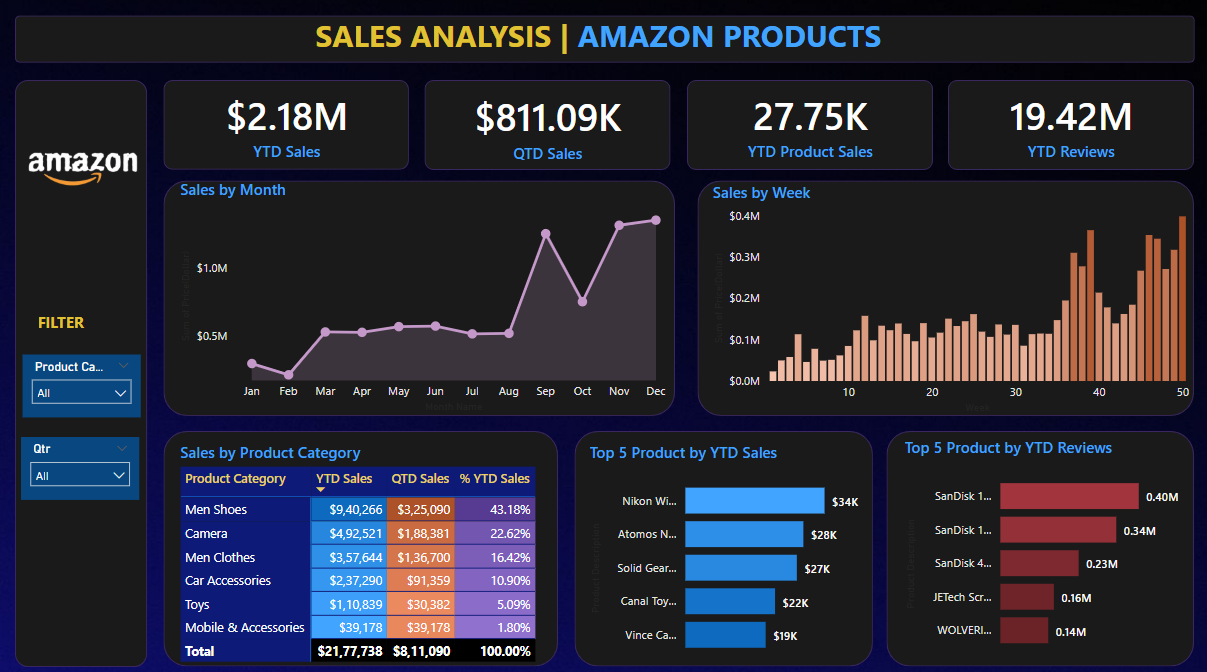 SALES ANALYSIS | AMAZON PRODUCTS
amazon
FILTER
Product Ca...
All
Qtr
All
$2.18M
YTD Sales
$811.09K
QTD Sales
27.75K
YTD Product Sales
19.42M
YTD Reviews
Sales by Month
$1.0M
$0.5M
Jan Feb Mar Apr May Jun Jul Aug Sep Oct Nov Dec
Sales by Week
$0.4M
$0.3M
$0.2M
$0.1M
$0.0M
10 20 30 40 50
Week
Sales by Product Category
Product Category YTD Sales QTD Sales % YTD Sales
Men Shoes $9,40,266 $3,25,090 43.18%
Camera $4,92,521 $1,88,381 22.62%
Men Clothes $3,57,644 $1,36,700 16.42%
Car Accessories $2,37,290 $91,359 10.90%
Toys $1,10,839 $30,382 5.09%
Mobile & Accessories $39,178 $39,178 1.80%
Total $21,77,738 $8,11,090 100.00%
Top 5 Product by YTD Sales
Product Description
Nikon Wi... $34K
Atomos N... $28K
Solid Gear... $27K
Canal Toy... $22K
Vince Ca... $19K
Top 5 Product by YTD Reviews
Product Description
SanDisk 1... 0.40M
SanDisk 1... 0.34M
SanDisk 4... 0.23M
JETech Scr... 0.16M
WOLVERI... 0.14M